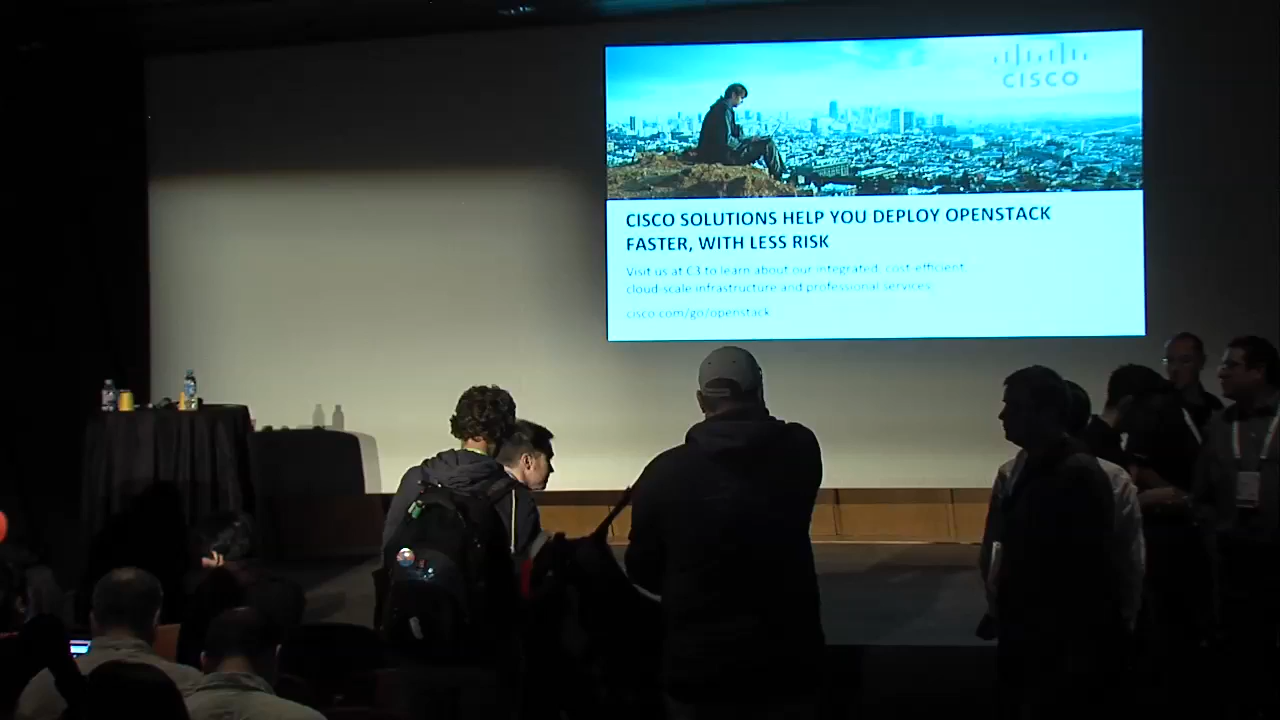 CISCO
CISCO SOLUTIONS HELP YOU DEPLOY OPENSTACK
FASTER, WITH LESS RISK
Visit us at C3 to learn about our integrated, cost-efficient
cloud-scale infrastructure and professional services.
cisco.com/go/openstack